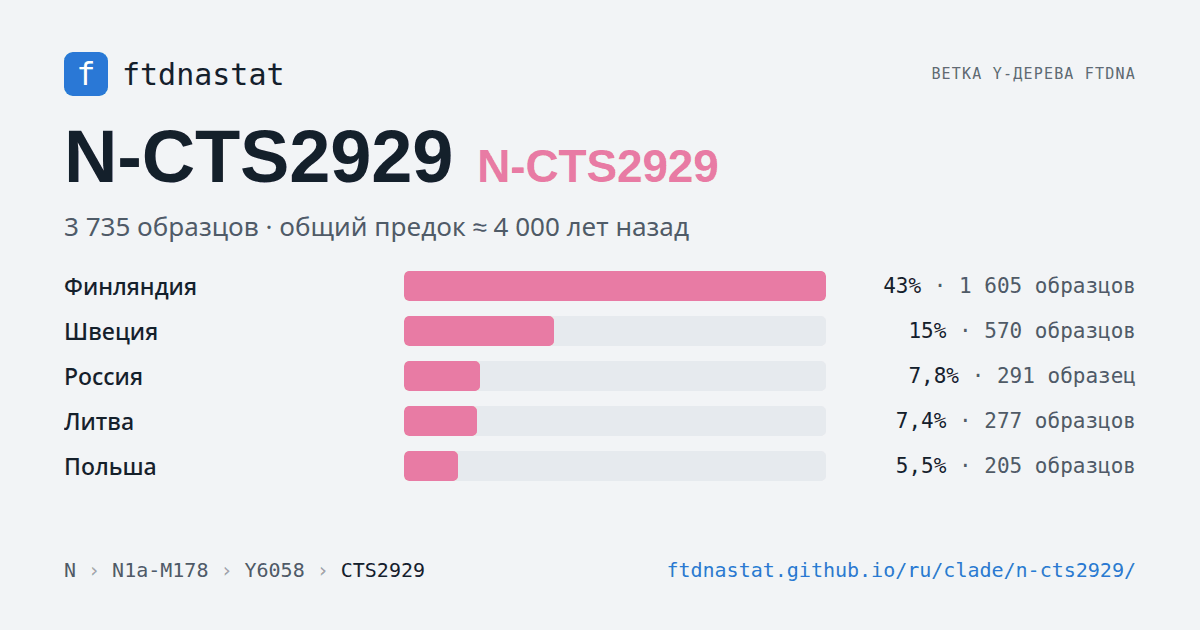 f ftdnastat
ВЕТКА Y-ДЕРЕВА FTDNA
N-CTS2929 N-CTS2929
3 735 образцов · общий предок ≈ 4 000 лет назад
Финляндия 43% · 1 605 образцов
Швеция 15% · 570 образцов
Россия 7,8% · 291 образец
Литва 7,4% · 277 образцов
Польша 5,5% · 205 образцов
N › N1a-M178 › Y6058 › CTS2929
ftdnastat.github.io/ru/clade/n-cts2929/